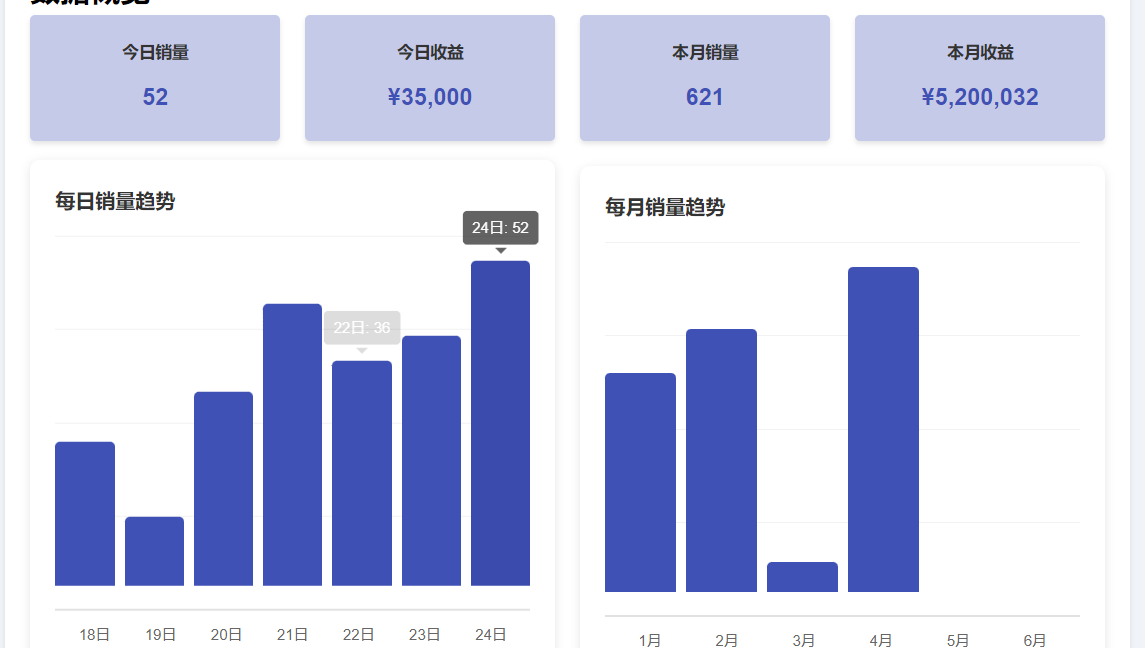 数据概览
今日销量
52
今日收益
¥35,000
本月销量
621
本月收益
¥5,200,032
每日销量趋势
24日: 52
22日: 36
18日 19日 20日 21日 22日 23日 24日
每月销量趋势
1月 2月 3月 4月 5月 6月